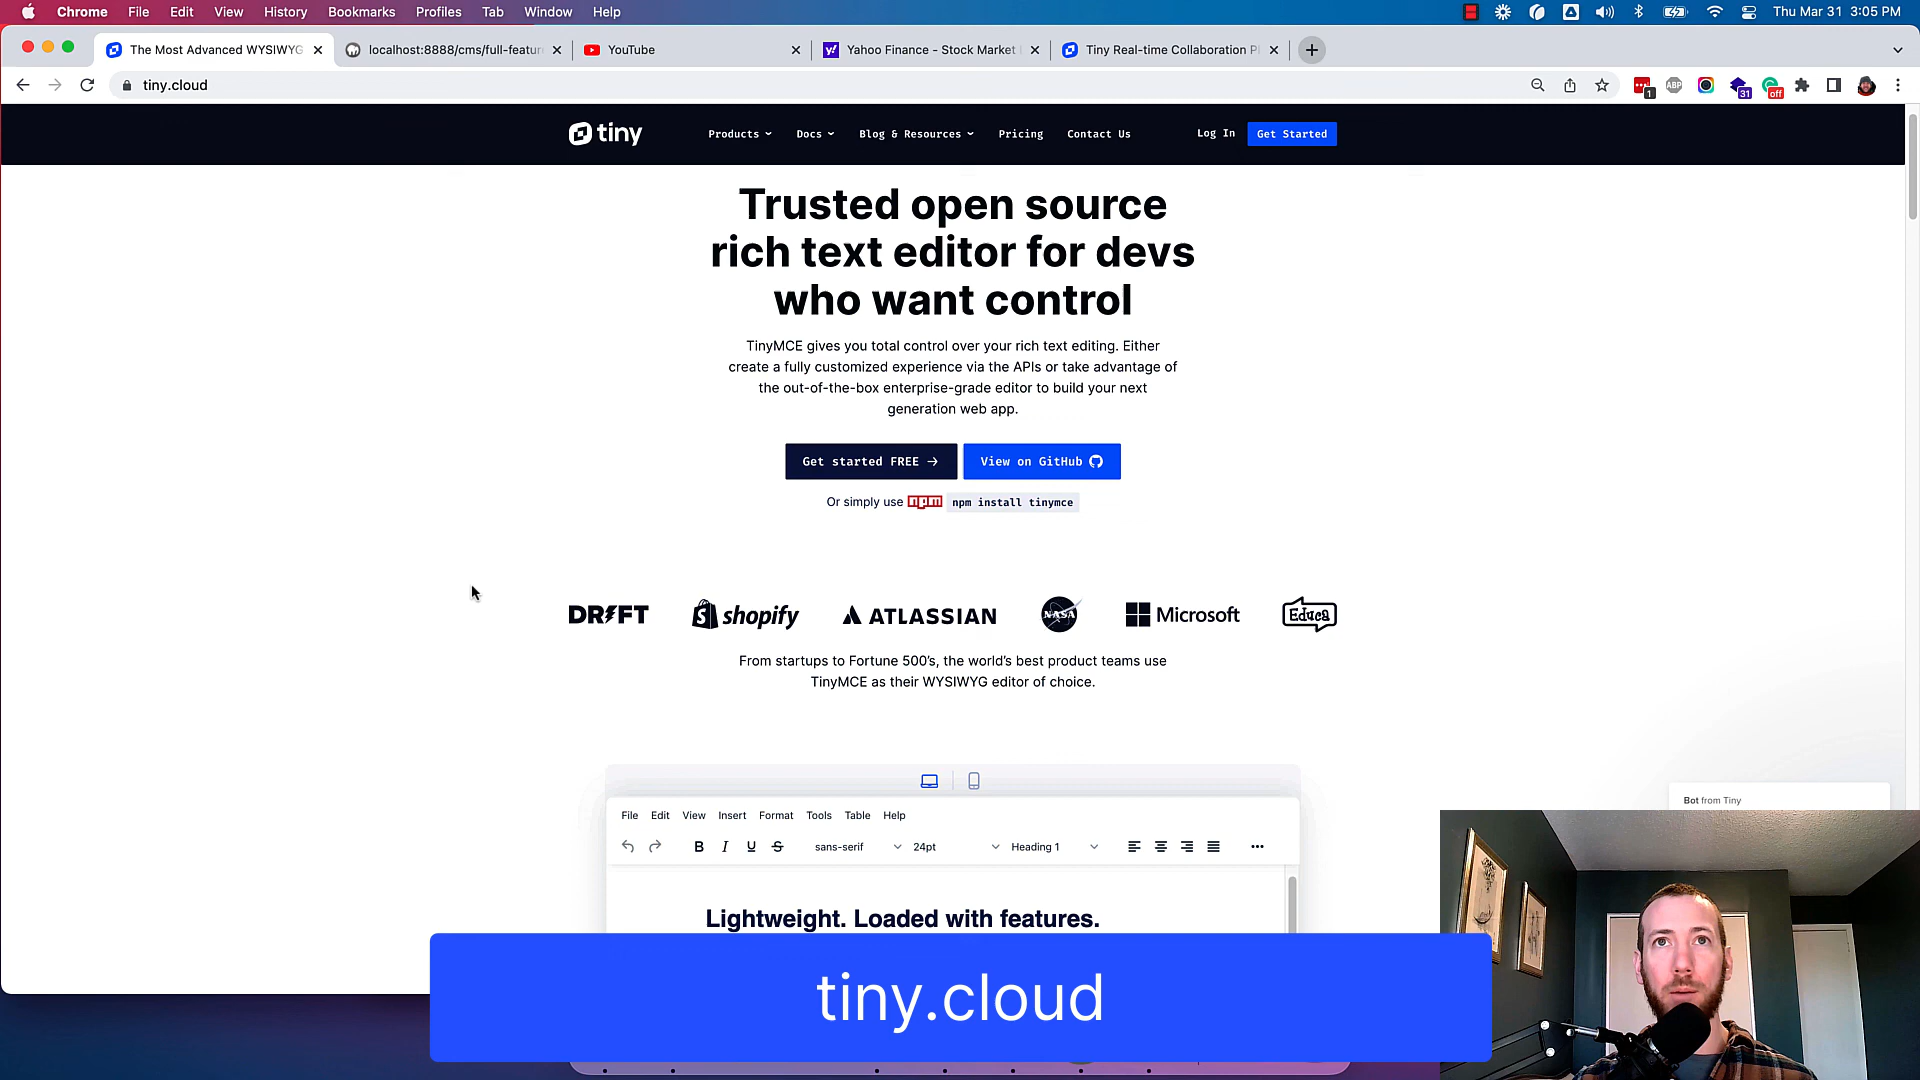 Chrome File Edit View History Bookmarks Profiles Tab Window Help Thu Mar 31 3:05 PM
The Most Advanced WYSIWYG localhost:8888/cms/full-featur YouTube Yahoo Finance - Stock Market Tiny Real-time Collaboration P
tiny.cloud 1 ABP 31 off
tiny Products Docs Blog & Resources Pricing Contact Us Log In Get Started
Trusted open source
rich text editor for devs
who want control
TinyMCE gives you total control over your rich text editing. Either
create a fully customized experience via the APIs or take advantage of
the out-of-the-box enterprise-grade editor to build your next
generation web app.
Get started FREE → View on GitHub
Or simply use npm npm install tinymce
DRIFT shopify ATLASSIAN NASA Microsoft Educa
From startups to Fortune 500's, the world's best product teams use
TinyMCE as their WYSIWYG editor of choice.
Bot from Tiny
File Edit View Insert Format Tools Table Help
B I U S sans-serif 24pt Heading 1
Lightweight. Loaded with features.
tiny.cloud